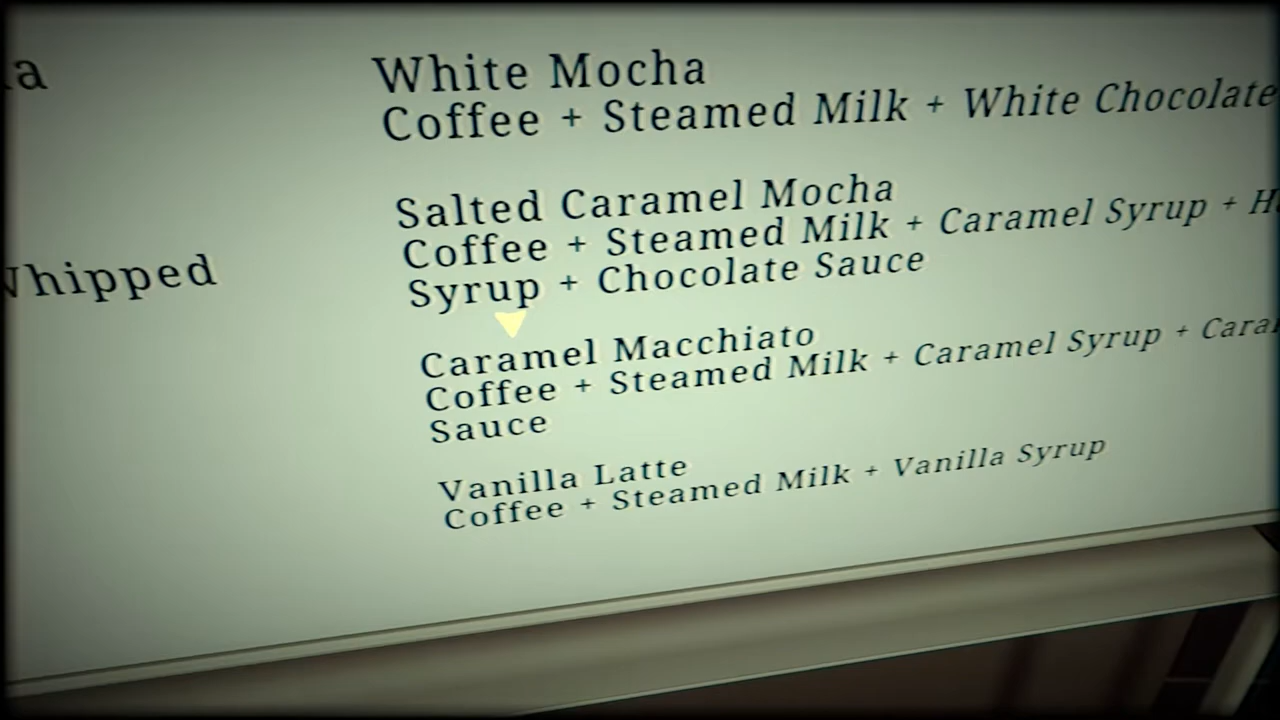 White Mocha
Coffee + Steamed Milk + White Chocolate
Salted Caramel Mocha
Coffee + Steamed Milk + Caramel Syrup +
Syrup + Chocolate Sauce
Whipped
Caramel Macchiato
Coffee + Steamed Milk + Caramel Syrup +
Sauce
Vanilla Latte
Coffee + Steamed Milk + Vanilla Syrup